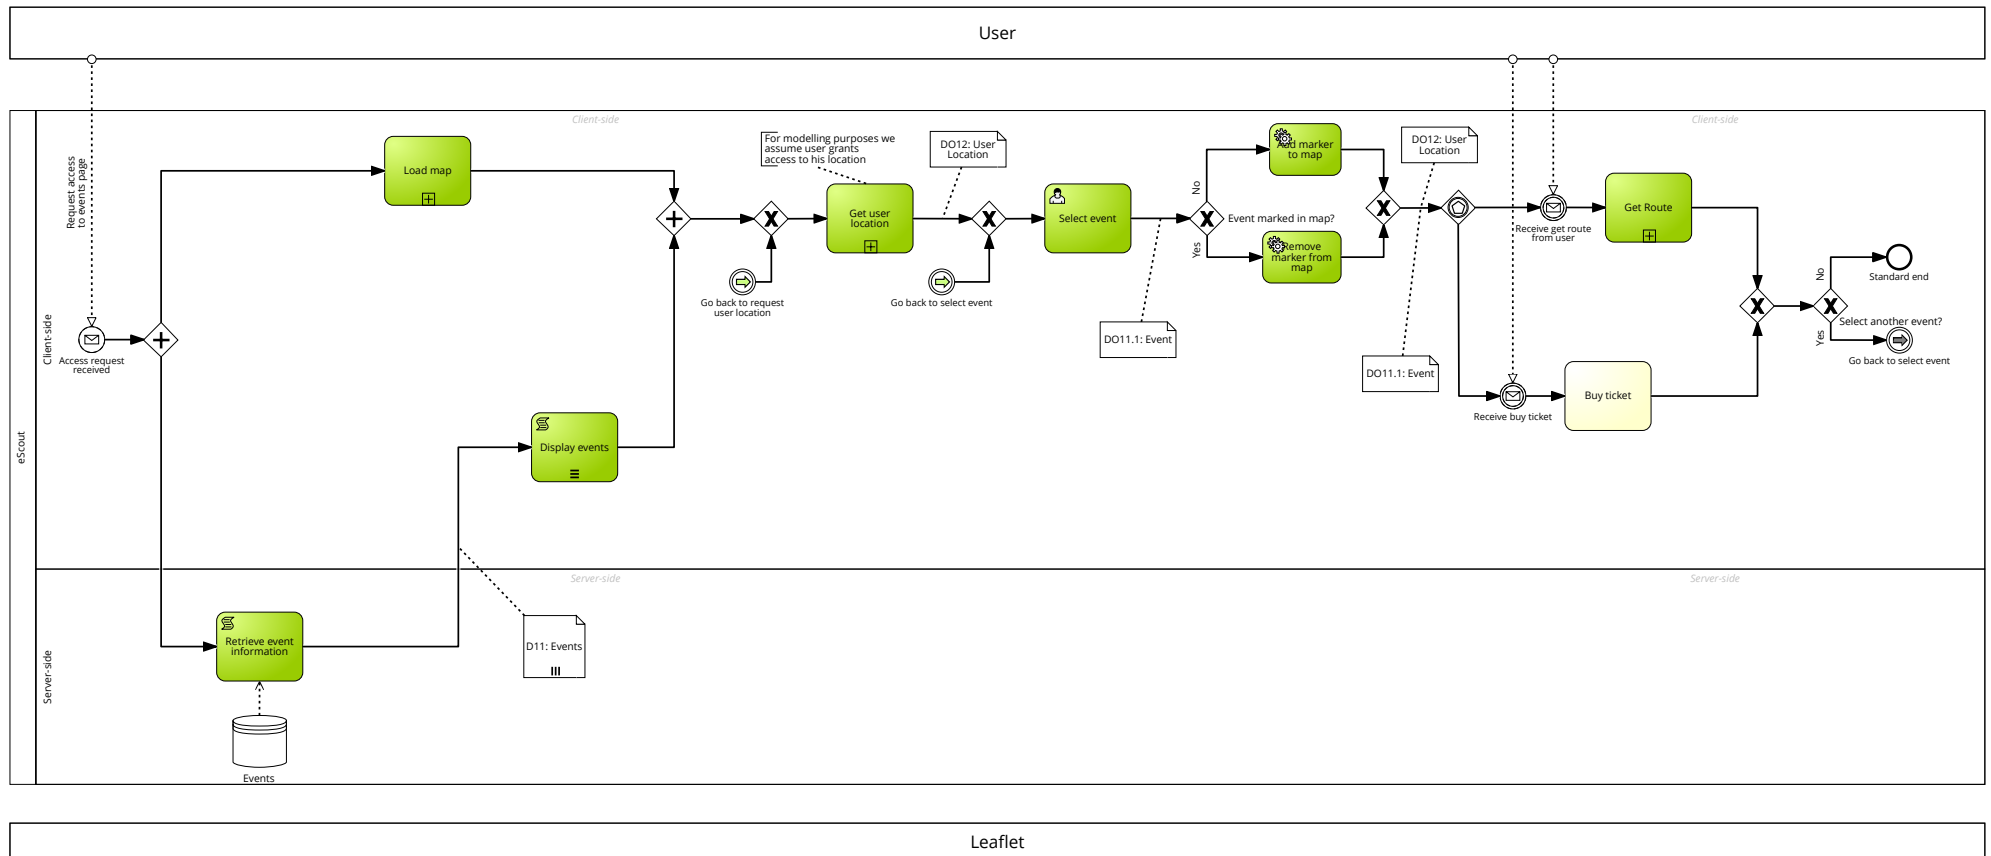 User
Client-side
Client-side
Request access
to events page
For modelling purposes we
assume user grants
access to his location
DO12: User
Location
DO12: User
Location
Add marker
to map
Load map
No
Get user
location
Select event
Event marked in map?
Get Route
Receive get route
from user
Yes
Remove
marker from
map
Go back to request
user location
Go back to select event
No
Standard end
Select another event?
Yes
Go back to select event
Client-side
Access request
received
DO11.1: Event
DO11.1: Event
Buy ticket
Receive buy ticket
eScout
Display events
Server-side
Server-side
Server-side
Retrieve event
information
D11: Events
Events
Leaflet